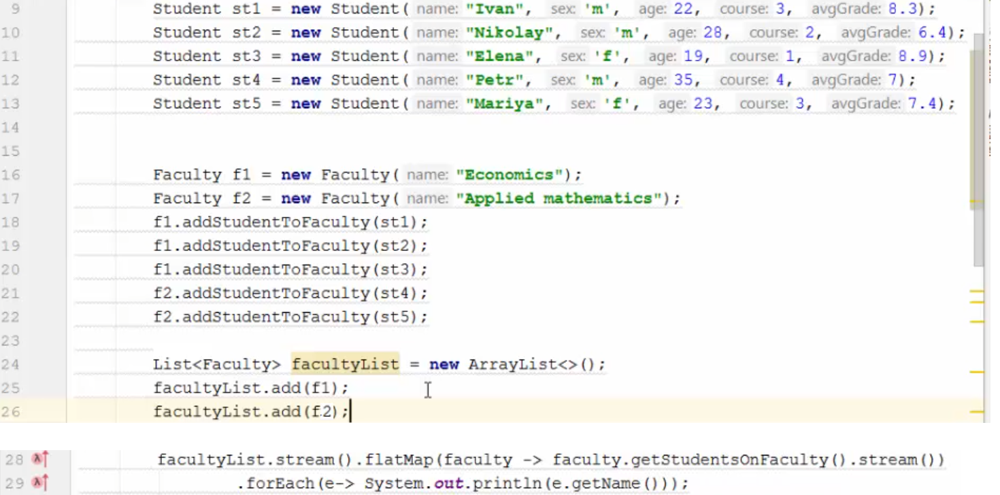 9 Student st1 = new Student( name: "Ivan", sex: 'm', age: 22, course: 3, avgGrade: 8.3);
10 Student st2 = new Student( name: "Nikolay", sex: 'm', age: 28, course: 2, avgGrade: 6.4);
11 Student st3 = new Student( name: "Elena", sex: 'f', age: 19, course: 1, avgGrade: 8.9);
12 Student st4 = new Student( name: "Petr", sex: 'm', age: 35, course: 4, avgGrade: 7);
13 Student st5 = new Student( name: "Mariya", sex: 'f', age: 23, course: 3, avgGrade: 7.4);
14
15
16 Faculty f1 = new Faculty( name: "Economics");
17 Faculty f2 = new Faculty( name: "Applied mathematics");
18 f1.addStudentToFaculty(st1);
19 f1.addStudentToFaculty(st2);
20 f1.addStudentToFaculty(st3);
21 f2.addStudentToFaculty(st4);
22 f2.addStudentToFaculty(st5);
23
24 List<Faculty> facultyList = new ArrayList<>();
25 facultyList.add(f1);
26 facultyList.add(f2);
28 facultyList.stream().flatMap(faculty -> faculty.getStudentsOnFaculty().stream())
29 .forEach(e-> System.out.println(e.getName()));